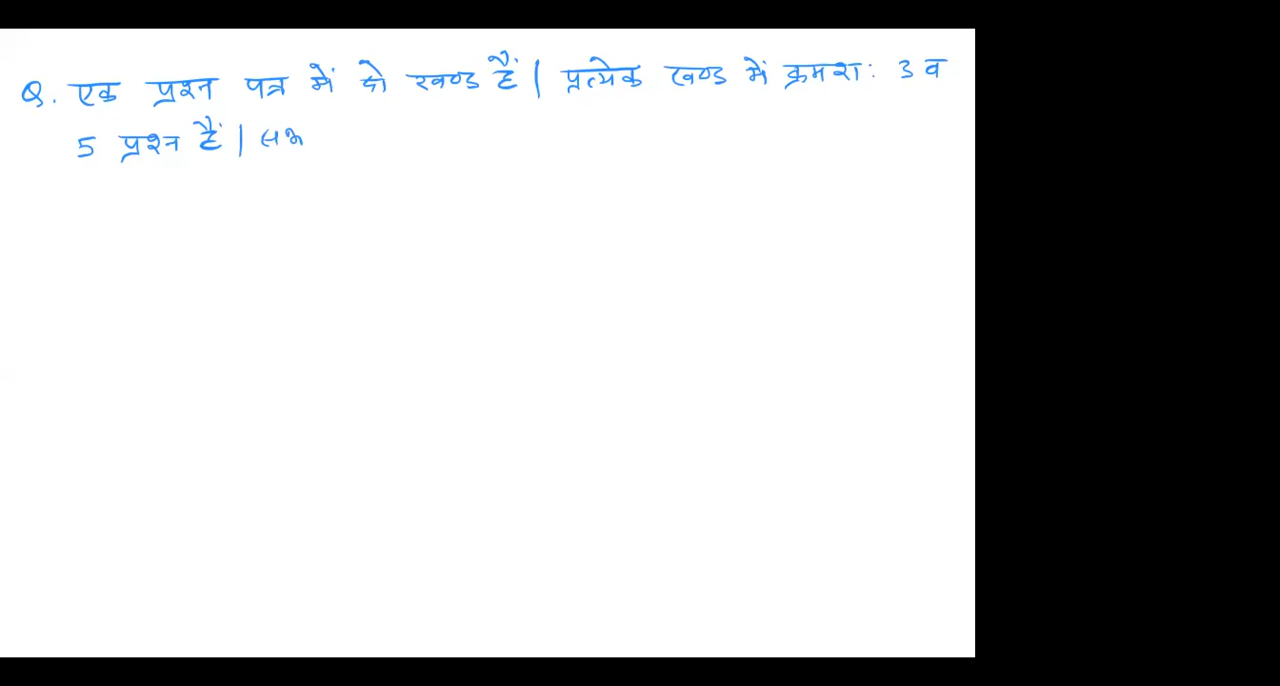 Q. एक प्रश्न पत्र में दो खण्ड हैं | प्रत्येक खण्ड में क्रमशः 3 व
5 प्रश्न हैं |